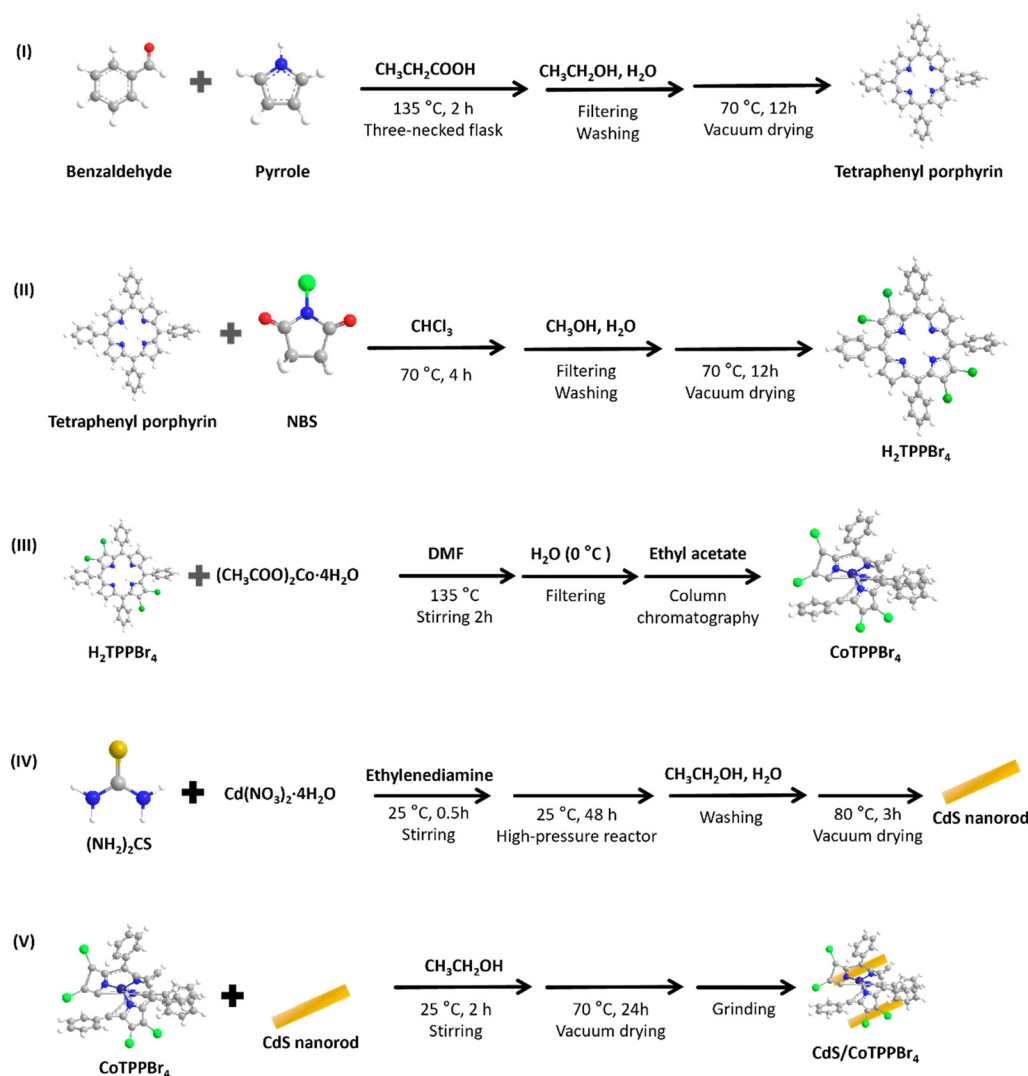 (I)
CH₃CH₂COOH
135 °C, 2 h
Three-necked flask
CH₃CH₂OH, H₂O
Filtering
Washing
70 °C, 12h
Vacuum drying
Benzaldehyde
Pyrrole
Tetraphenyl porphyrin
(II)
CHCl₃
70 °C, 4 h
CH₃OH, H₂O
Filtering
Washing
70 °C, 12h
Vacuum drying
Tetraphenyl porphyrin
NBS
H₂TPPBr₄
(III)
(CH₃COO)₂Co·4H₂O
DMF
135 °C
Stirring 2h
H₂O (0 °C )
Filtering
Ethyl acetate
Column
chromatography
H₂TPPBr₄
CoTPPBr₄
(IV)
Cd(NO₃)₂·4H₂O
Ethylenediamine
25 °C, 0.5h
Stirring
25 °C, 48 h
High-pressure reactor
CH₃CH₂OH, H₂O
Washing
80 °C, 3h
Vacuum drying
CdS nanorod
(NH₂)₂CS
(V)
CH₃CH₂OH
25 °C, 2 h
Stirring
70 °C, 24h
Vacuum drying
Grinding
CoTPPBr₄
CdS nanorod
CdS/CoTPPBr₄